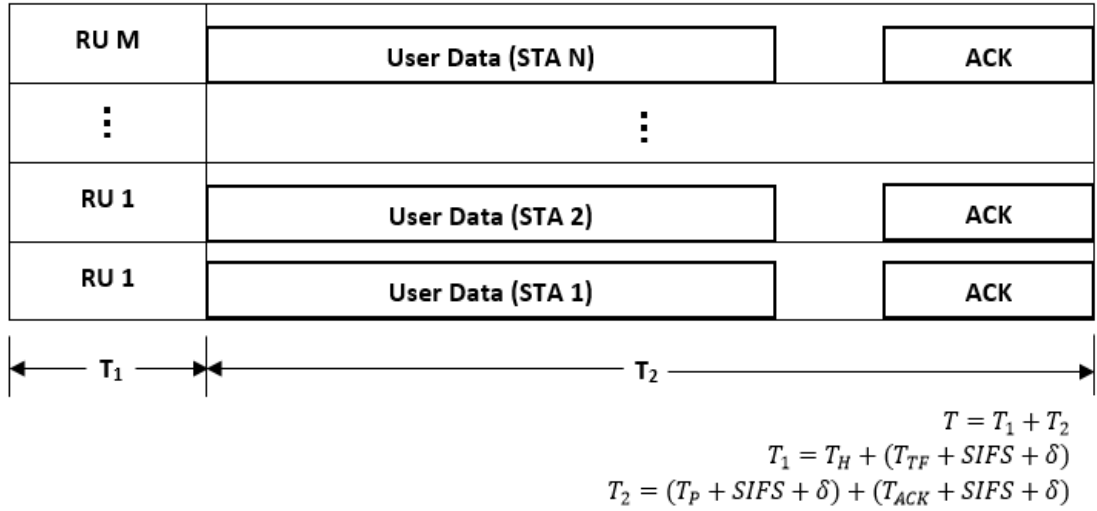 RU M
User Data (STA N)
ACK
⋮
⋮
RU 1
User Data (STA 2)
ACK
RU 1
User Data (STA 1)
ACK
T₁
T₂
T = T₁ + T₂
T₁ = T_H + (T_TF + SIFS + δ)
T₂ = (T_P + SIFS + δ) + (T_ACK + SIFS + δ)